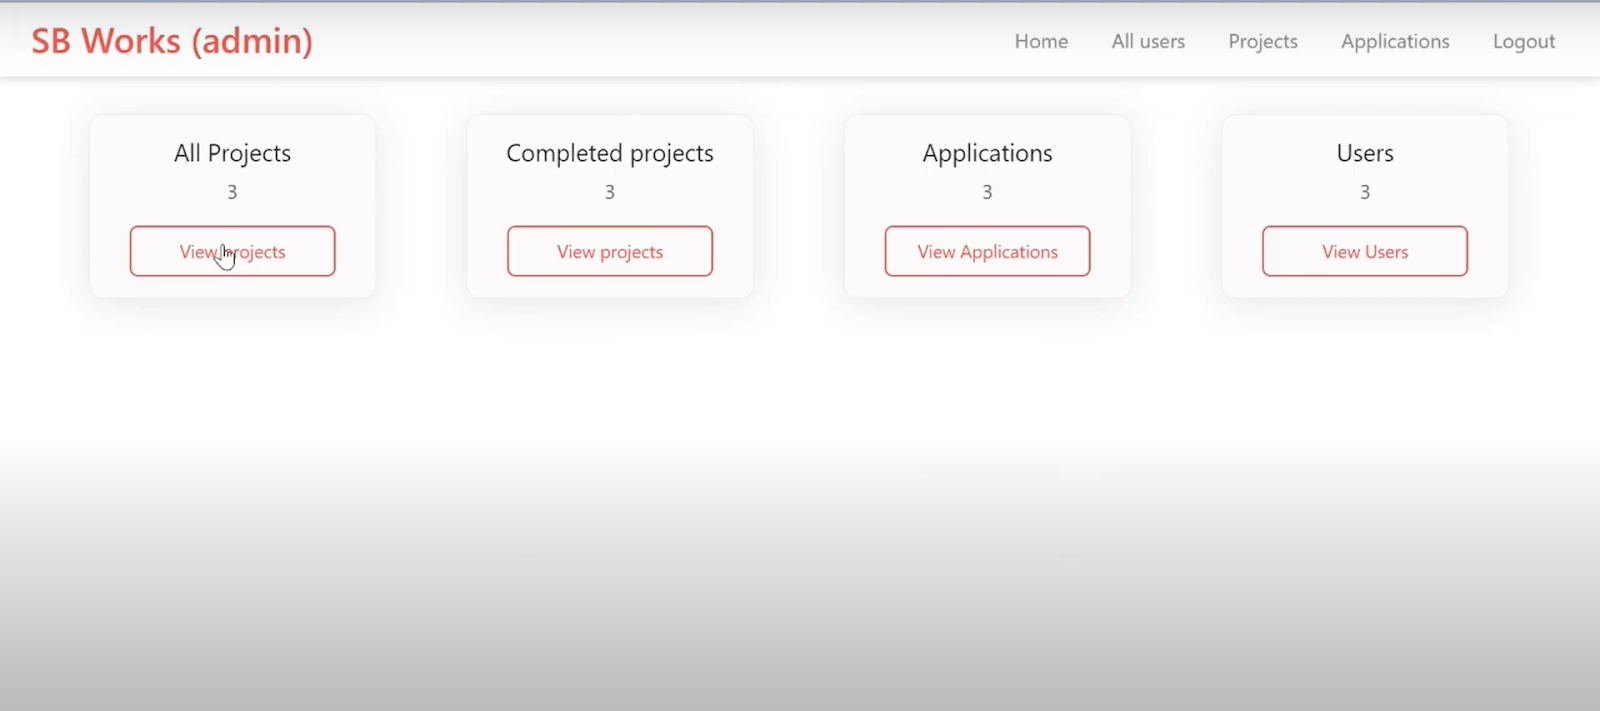 SB Works (admin)
Home All users Projects Applications Logout
All Projects
3
View projects
Completed projects
3
View projects
Applications
3
View Applications
Users
3
View Users